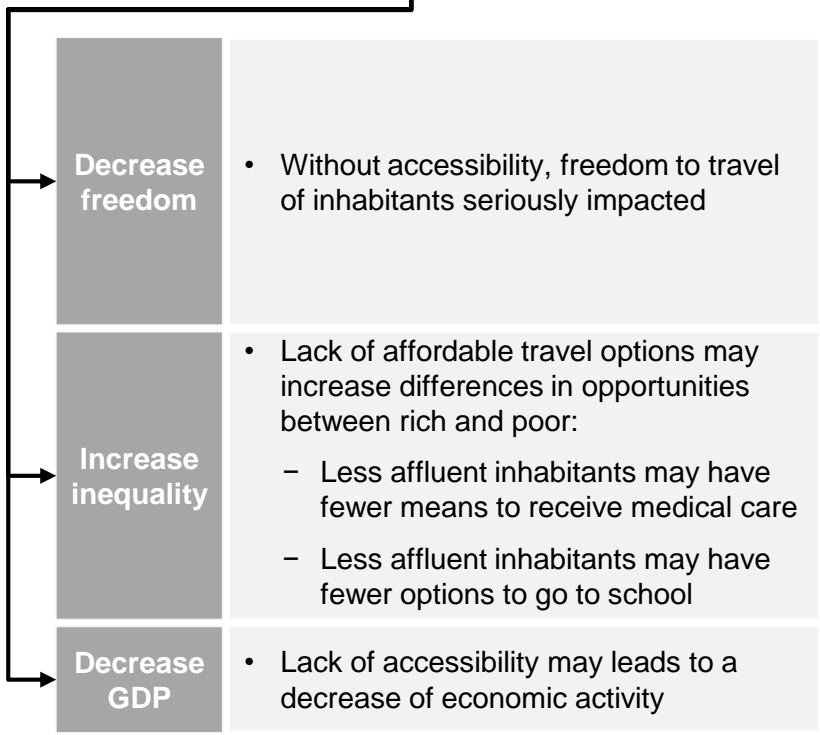 Decrease
freedom
• Without accessibility, freedom to travel
of inhabitants seriously impacted
Increase
inequality
• Lack of affordable travel options may
increase differences in opportunities
between rich and poor:
− Less affluent inhabitants may have
fewer means to receive medical care
− Less affluent inhabitants may have
fewer options to go to school
Decrease
GDP
• Lack of accessibility may leads to a
decrease of economic activity